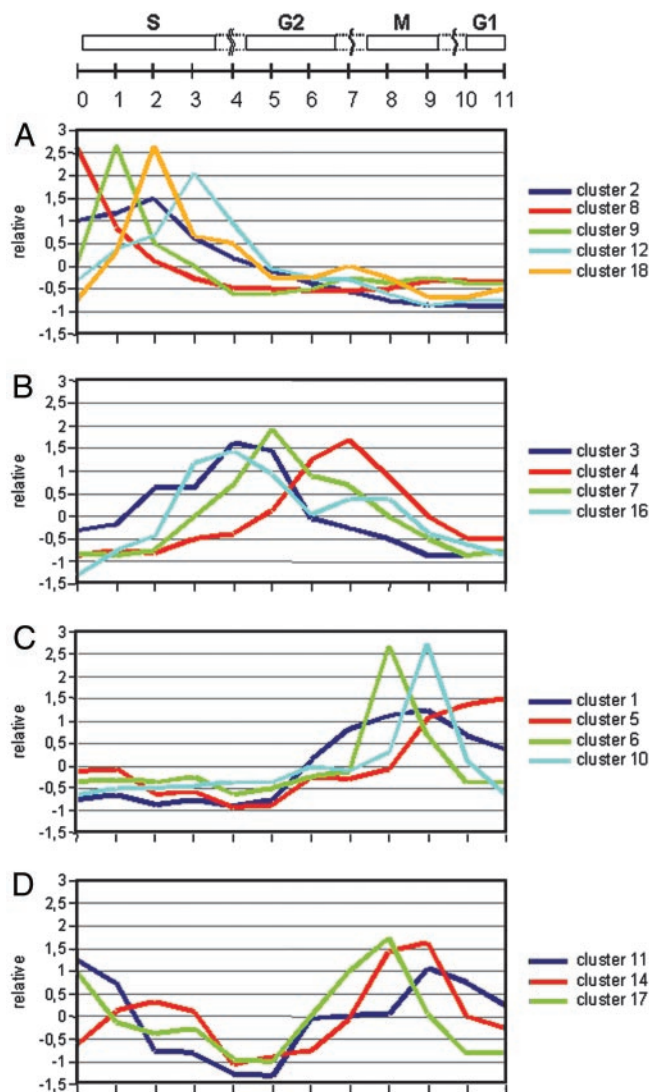 S G2 M G1
0 1 2 3 4 5 6 7 8 9 10 11
A
relative
3
2,5
2
1,5
1
0,5
0
-0,5
-1
-1,5
cluster 2
cluster 8
cluster 9
cluster 12
cluster 18
B
relative
3
2,5
2
1,5
1
0,5
0
-0,5
-1
-1,5
cluster 3
cluster 4
cluster 7
cluster 16
C
relative
3
2,5
2
1,5
1
0,5
0
-0,5
-1
-1,5
cluster 1
cluster 5
cluster 6
cluster 10
D
relative
3
2,5
2
1,5
1
0,5
0
-0,5
-1
-1,5
cluster 11
cluster 14
cluster 17